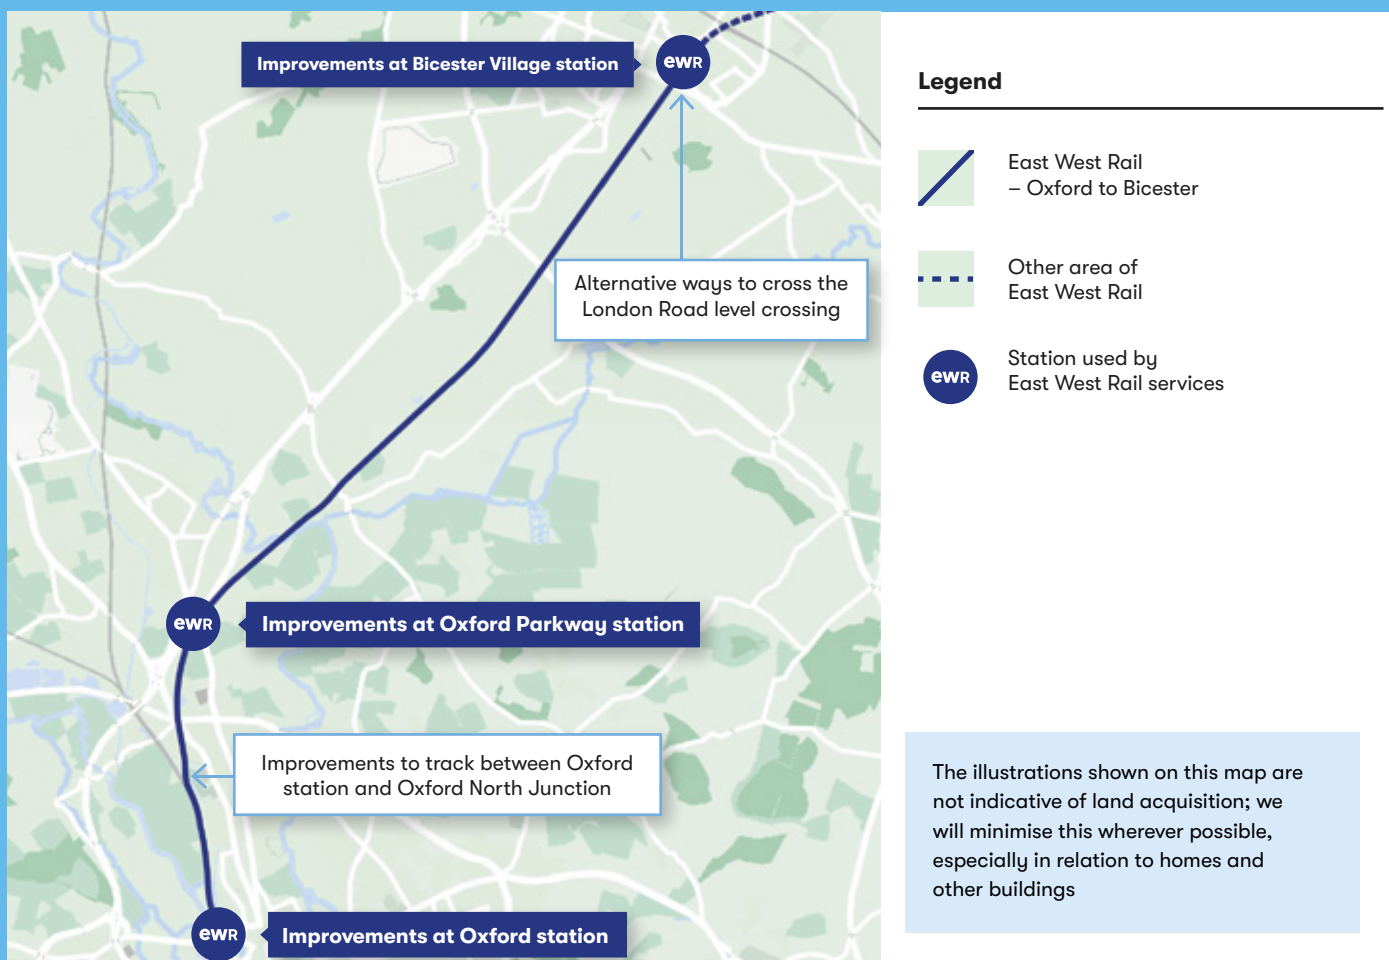 Improvements at Bicester Village station
ewR
Alternative ways to cross the
London Road level crossing
ewR
Improvements at Oxford Parkway station
Improvements to track between Oxford
station and Oxford North Junction
ewR
Improvements at Oxford station
Legend
East West Rail
– Oxford to Bicester
Other area of
East West Rail
ewR
Station used by
East West Rail services
The illustrations shown on this map are
not indicative of land acquisition; we
will minimise this wherever possible,
especially in relation to homes and
other buildings